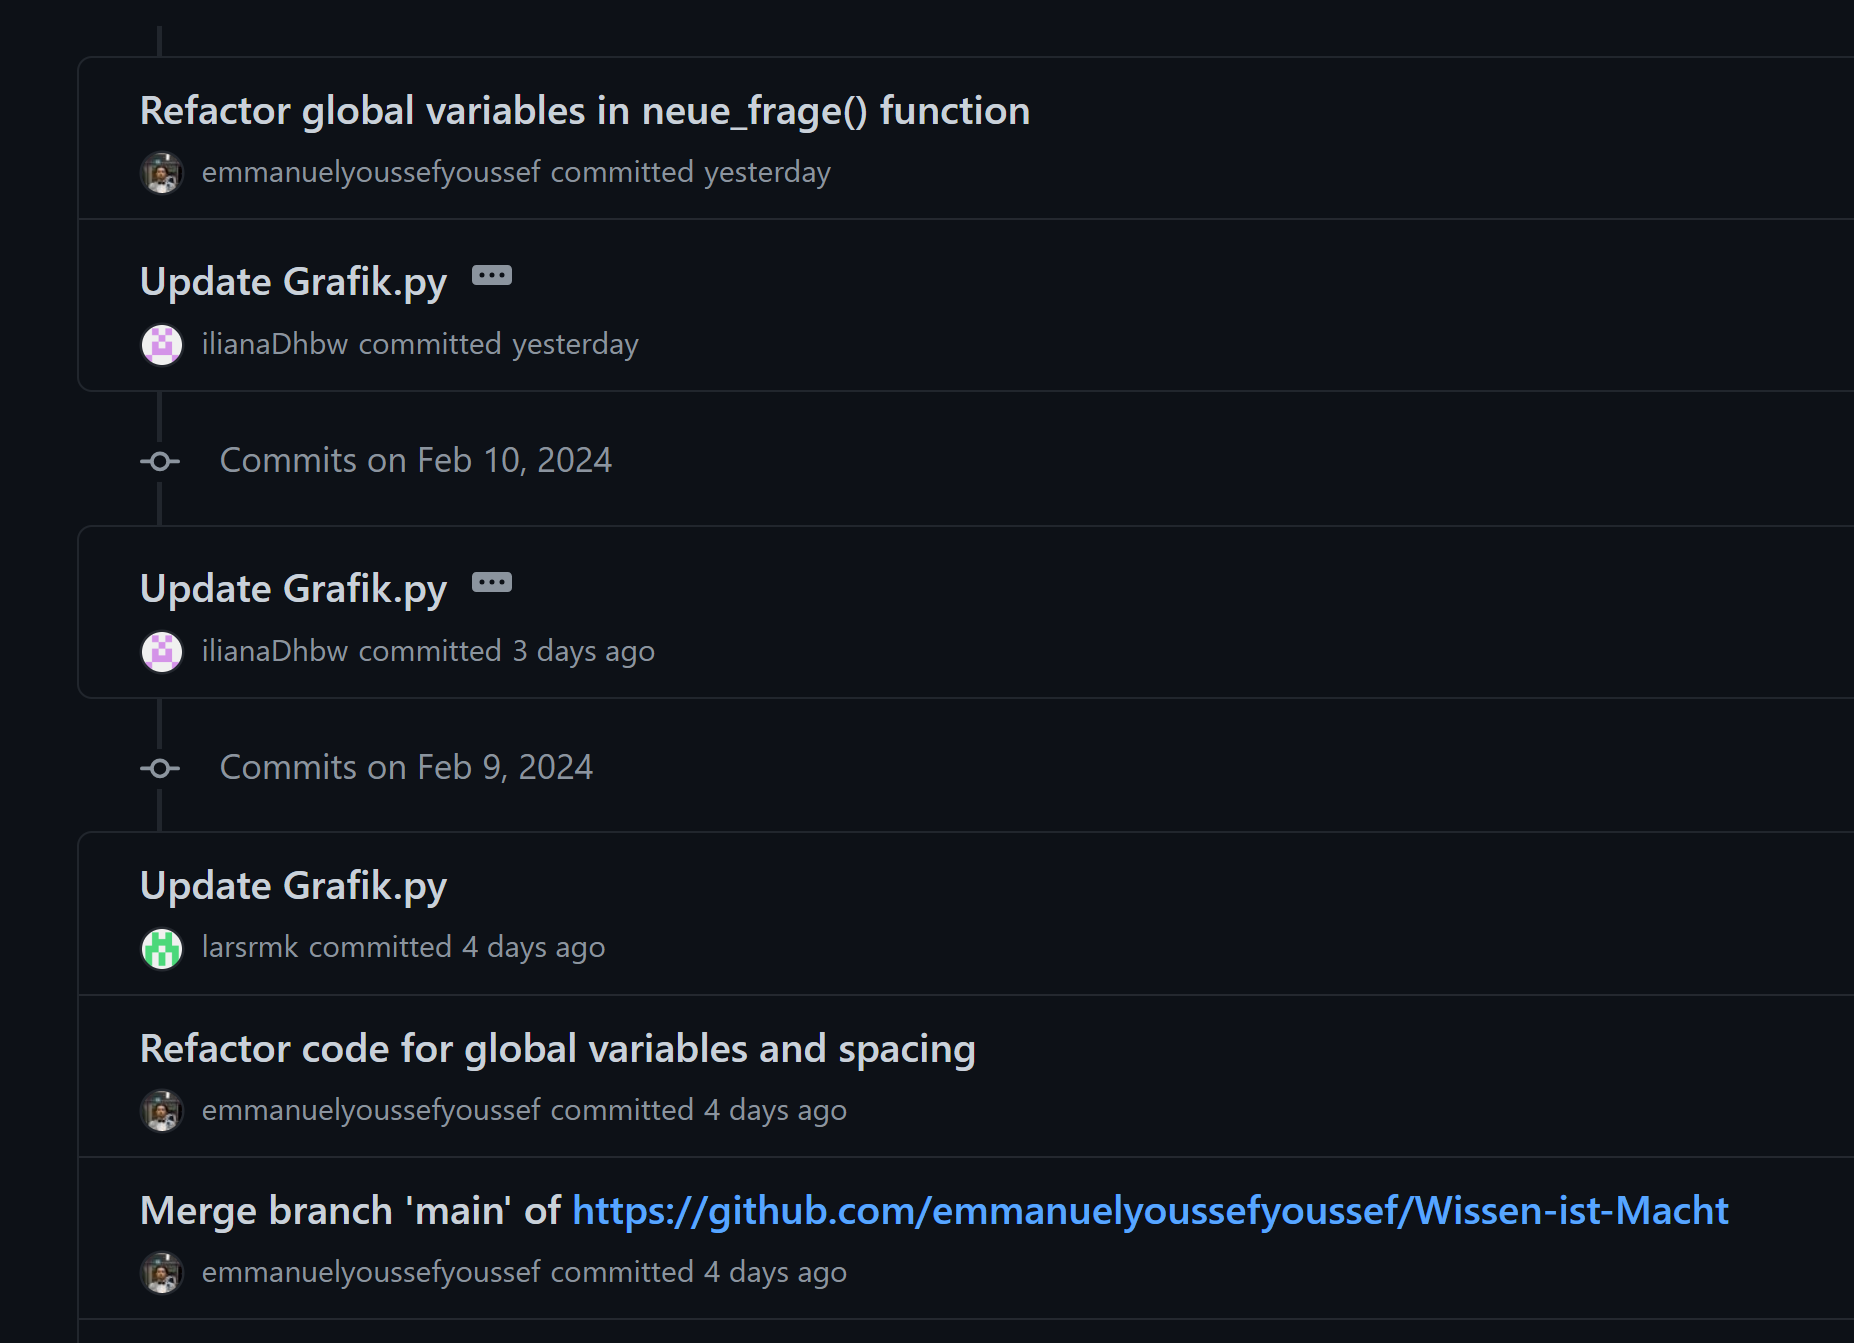 Refactor global variables in neue_frage() function
emmanuelyoussefyoussef committed yesterday
Update Grafik.py
ilianaDhbw committed yesterday
Commits on Feb 10, 2024
Update Grafik.py
ilianaDhbw committed 3 days ago
Commits on Feb 9, 2024
Update Grafik.py
larsrmk committed 4 days ago
Refactor code for global variables and spacing
emmanuelyoussefyoussef committed 4 days ago
Merge branch 'main' of https://github.com/emmanuelyoussefyoussef/Wissen-ist-Macht
emmanuelyoussefyoussef committed 4 days ago